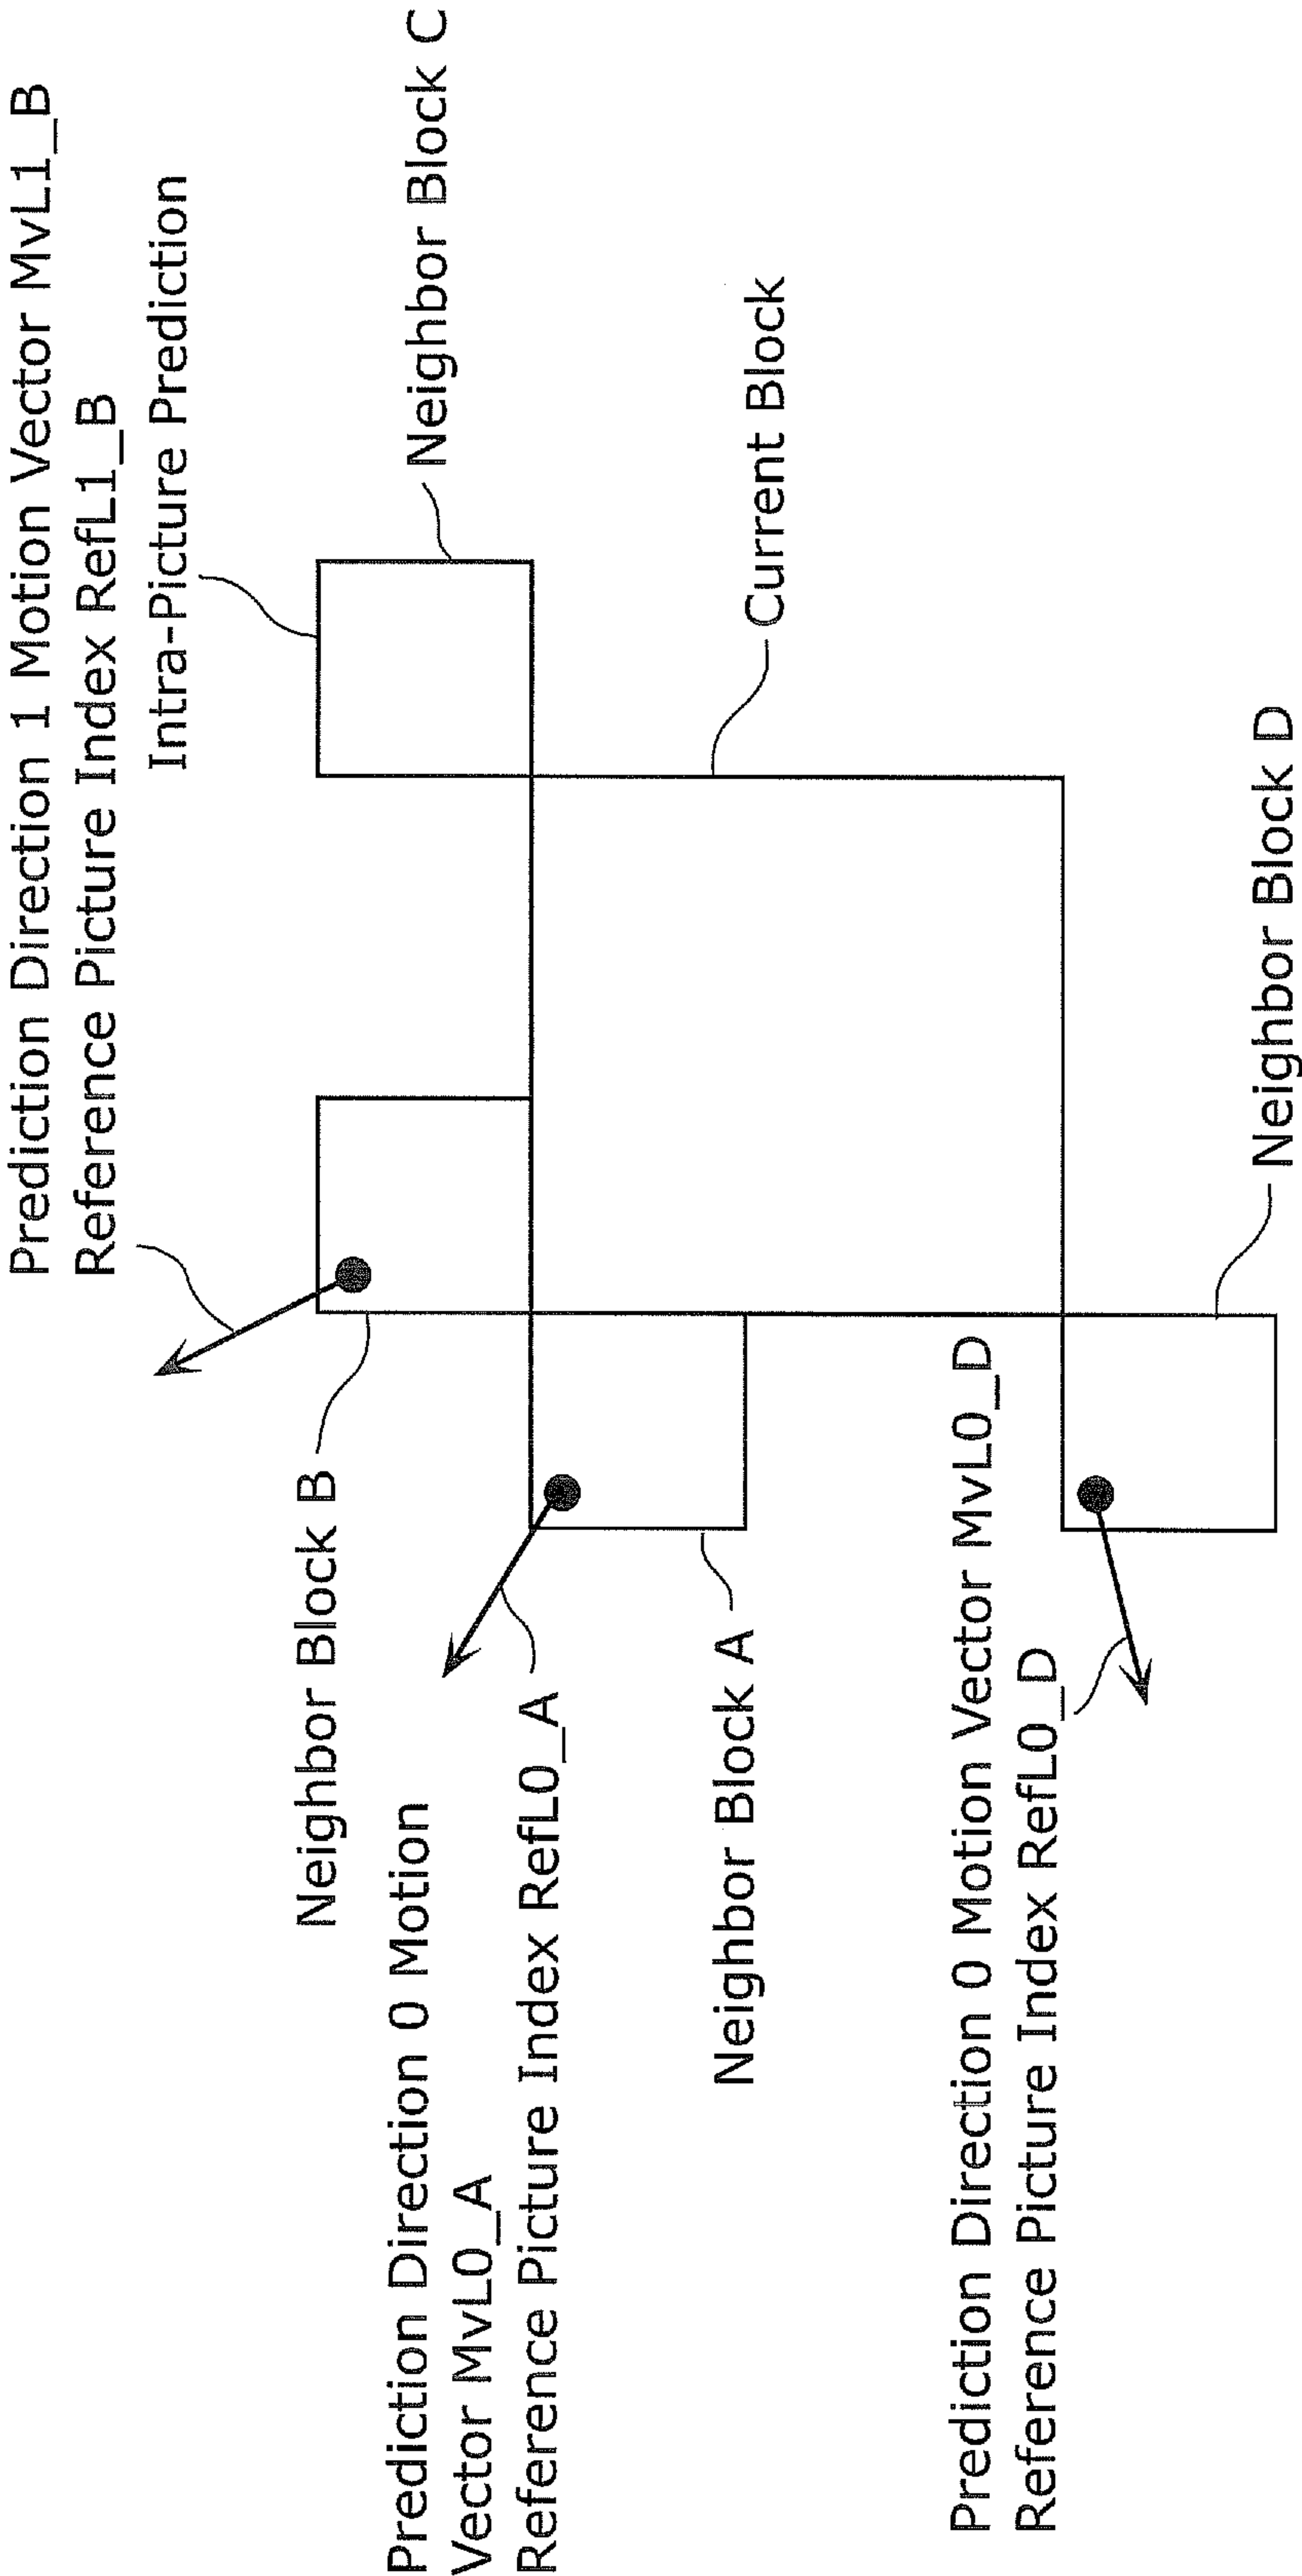 Prediction Direction 1 Motion Vector MvL1_B
Reference Picture Index RefL1_B
Intra-Picture Prediction
Neighbor Block B
Neighbor Block C
Prediction Direction 0 Motion
Vector MvL0_A
Reference Picture Index RefL0_A
Neighbor Block A
Current Block
Prediction Direction 0 Motion Vector MvL0_D
Reference Picture Index RefL0_D
Neighbor Block D